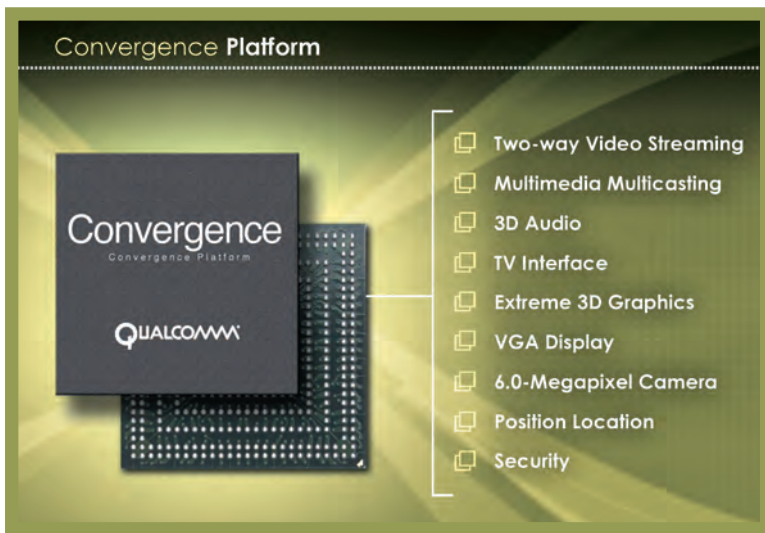 Convergence Platform
Convergence
Convergence Platform
QUALCOMM
Two-way Video Streaming
Multimedia Multicasting
3D Audio
TV Interface
Extreme 3D Graphics
VGA Display
6.0-Megapixel Camera
Position Location
Security